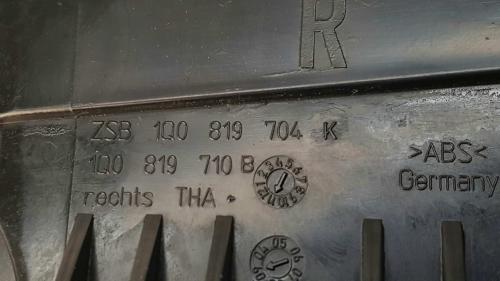 R
ZSB 1Q0 819 704 K
1Q0 819 710 B
rechts THA
>ABS<
Germany